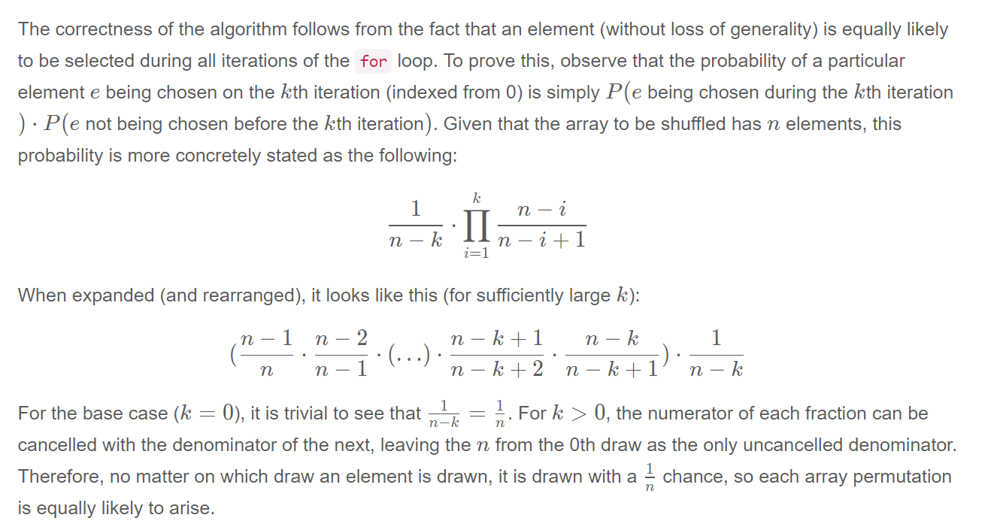 The correctness of the algorithm follows from the fact that an element (without loss of generality) is equally likely
to be selected during all iterations of the for loop. To prove this, observe that the probability of a particular
element e being chosen on the kth iteration (indexed from 0) is simply P(e being chosen during the kth iteration
) · P(e not being chosen before the kth iteration). Given that the array to be shuffled has n elements, this
probability is more concretely stated as the following:
\frac{1}{n-k} \cdot \prod_{i=1}^{k} \frac{n-i}{n-i+1}
When expanded (and rearranged), it looks like this (for sufficiently large k):
(\frac{n-1}{n} \cdot \frac{n-2}{n-1} \cdot (\ldots) \cdot \frac{n-k+1}{n-k+2} \cdot \frac{n-k}{n-k+1}) \cdot \frac{1}{n-k}
For the base case (k = 0), it is trivial to see that \frac{1}{n-k} = \frac{1}{n}. For k > 0, the numerator of each fraction can be
cancelled with the denominator of the next, leaving the n from the 0th draw as the only uncancelled denominator.
Therefore, no matter on which draw an element is drawn, it is drawn with a \frac{1}{n} chance, so each array permutation
is equally likely to arise.